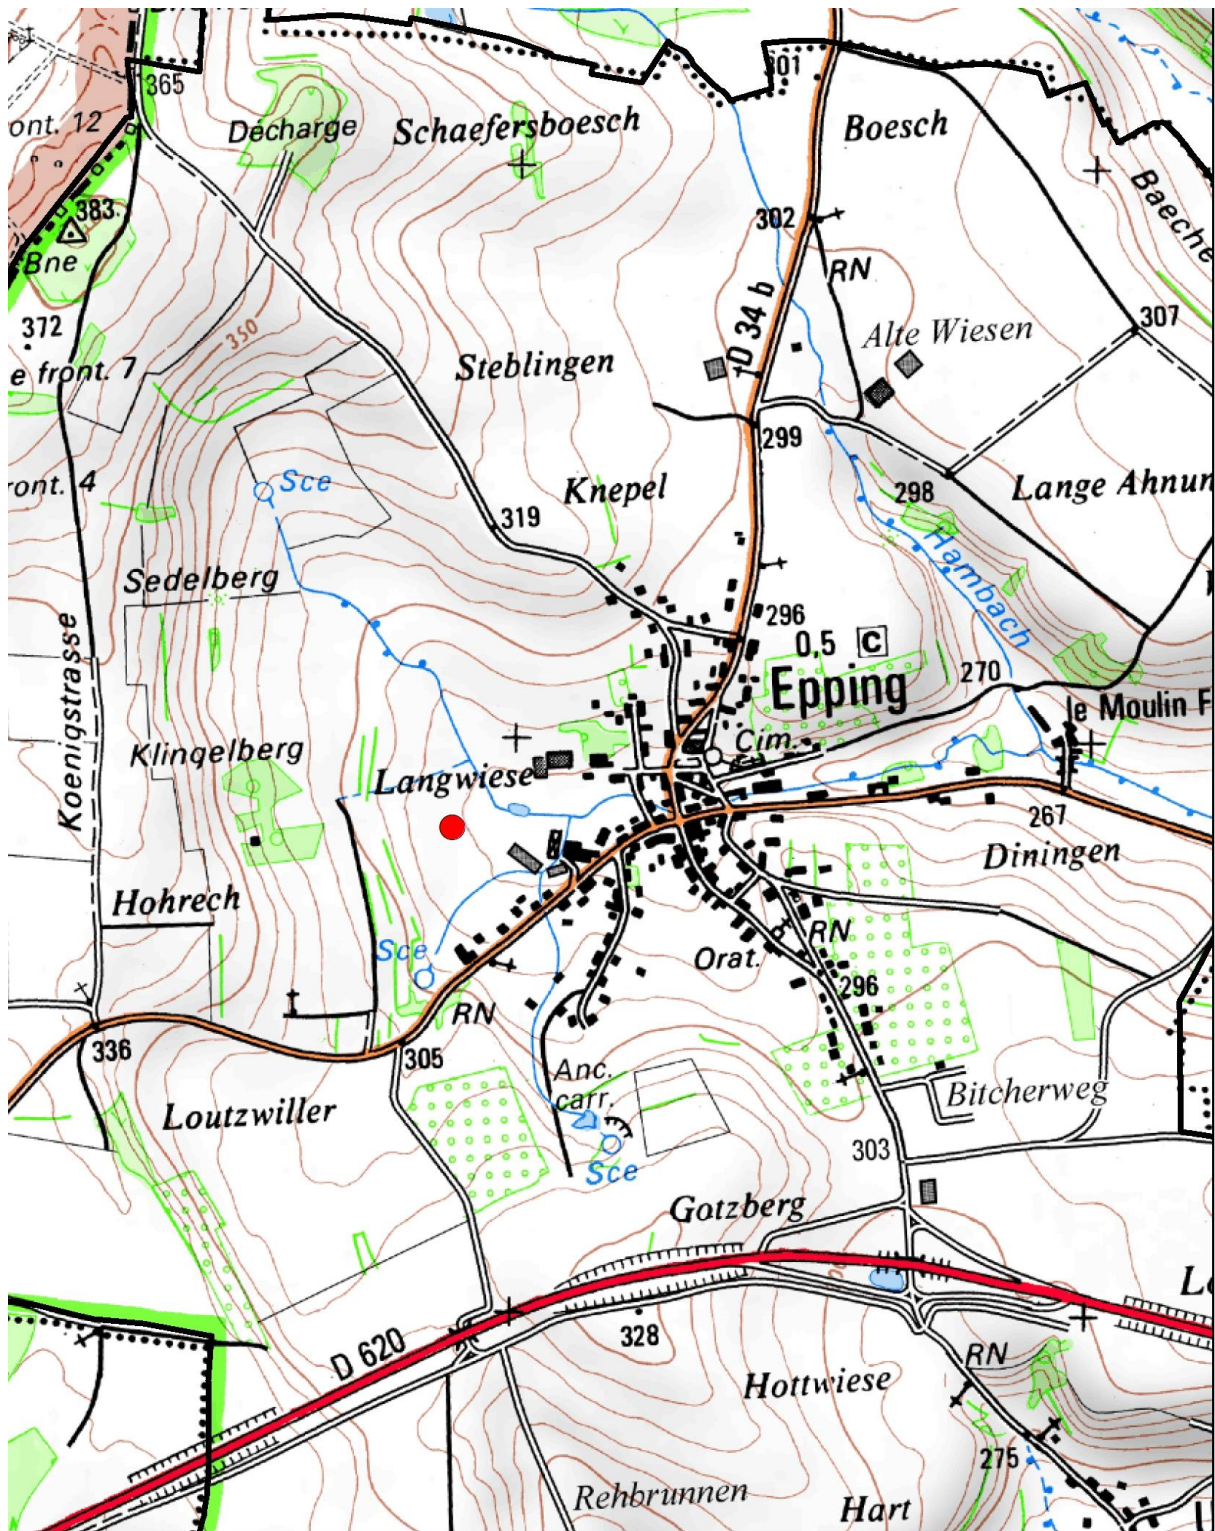 365
301
ont. 12
Decharge
Schaefersboesch
Boesch
Baeche
383
302
Bne
RN
372
350
D 34 b
Alte Wiesen
307
e front. 7
Steblingen
299
ont. 4
Sce
Knepel
298
Lange Ahnun
319
Hambach
Sedelberg
296
0,5 C
Koenigstrasse
270
Epping
le Moulin F
Klingelberg
Cim.
Langwiese
267
Diningen
Hohrech
RN
Sce
Orat.
296
RN
336
305
Anc.
carr.
Bitcherweg
Loutzwiller
303
Sce
Gotzberg
D 620
328
RN
Hottwiese
275
Rehbrunnen
Hart